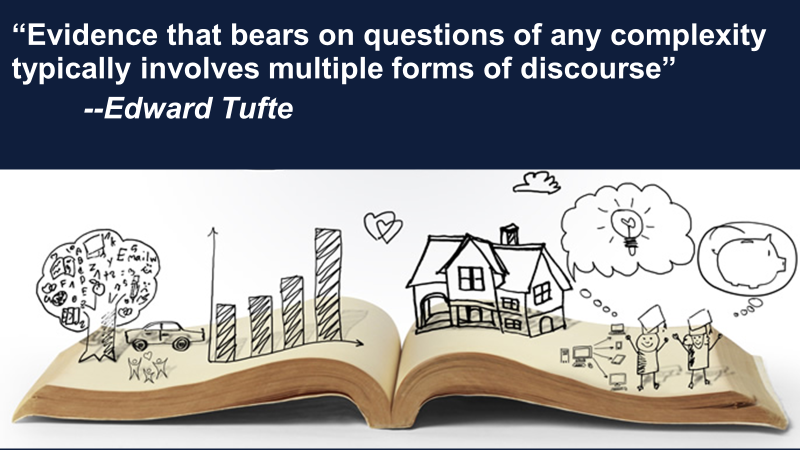 “Evidence that bears on questions of any complexity
typically involves multiple forms of discourse”
--Edward Tufte